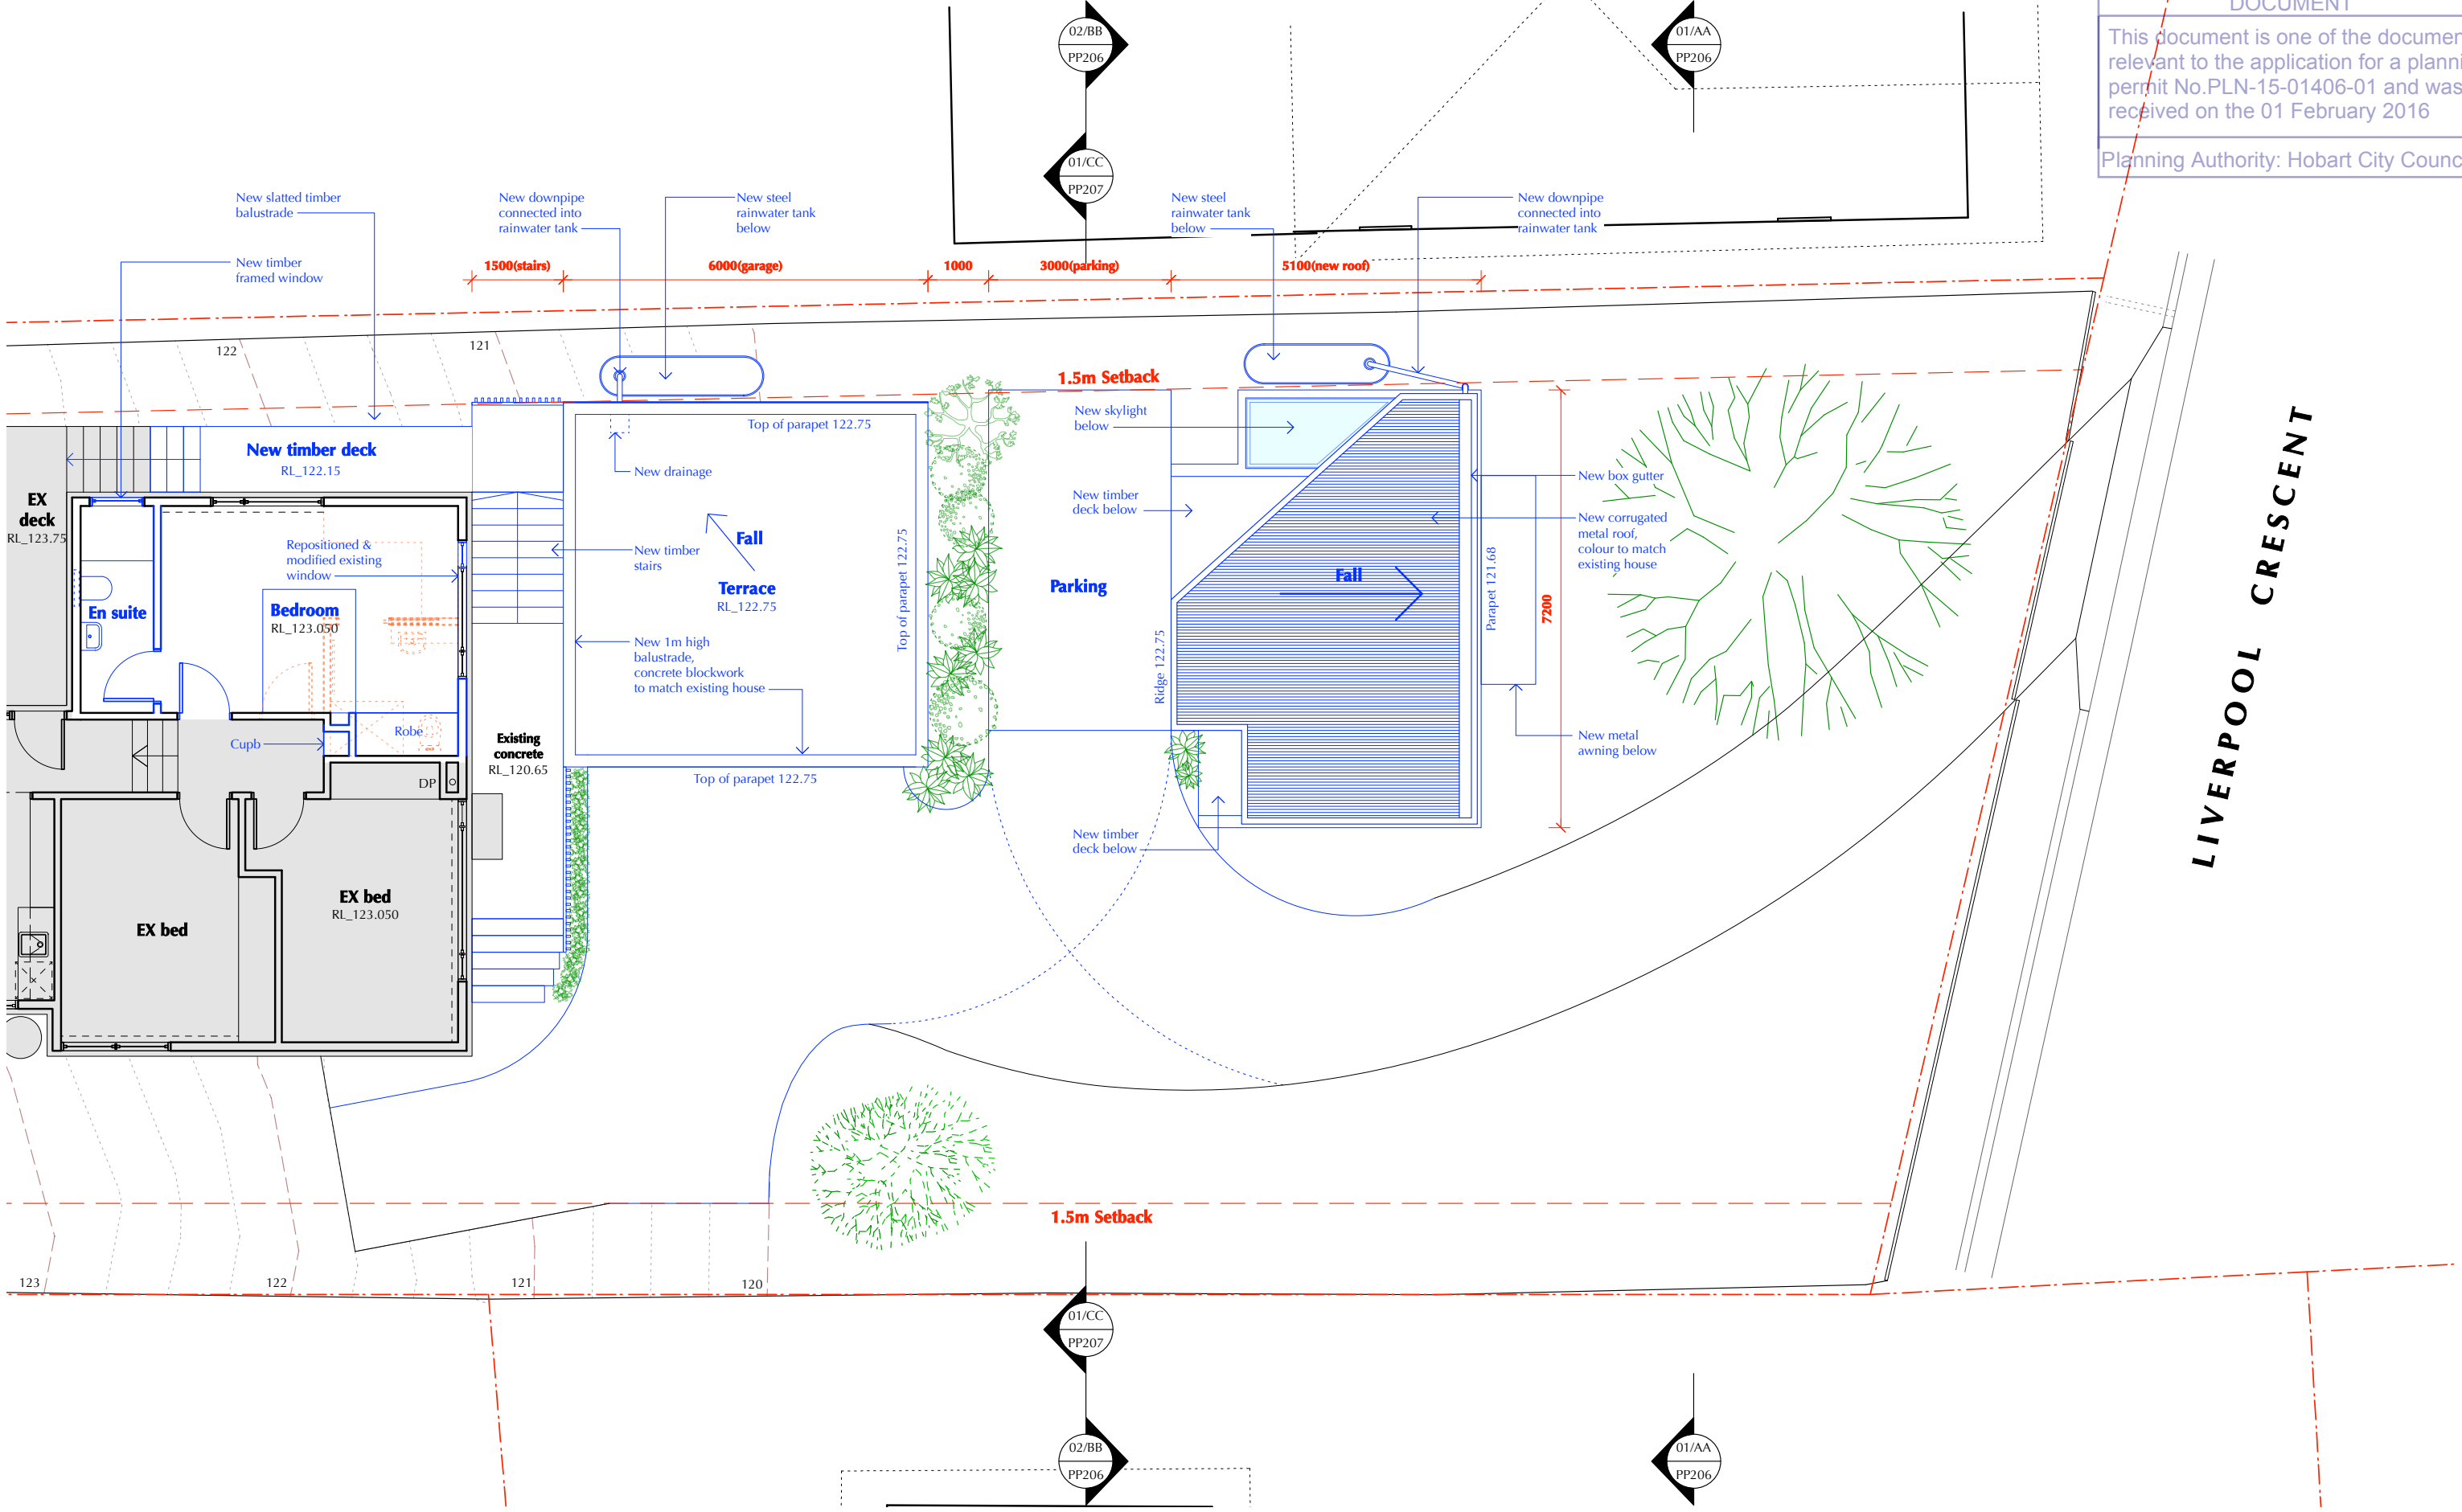 DOCUMENT
This document is one of the
relevant to the application for a
permit No.PLN-15-01406-01 and was
received on the 01 February 2016
Planning Authority: Hobart City
02/BB
PP206
01/AA
PP206
01/CC
PP207
New slatted timber
balustrade
New downpipe
connected into
rainwater tank
New steel
rainwater tank
below
New steel
rainwater tank
below
New downpipe
connected into
rainwater tank
New timber
framed window
1500(stairs)
6000(garage)
1000
3000(parking)
5100(new roof)
122
121
1.5m Setback
New timber deck
RL_122.15
Top of parapet 122.75
New skylight
below
New drainage
New box gutter
EX
deck
RL_123.75
New timber
deck below
New corrugated
metal roof,
colour to match
existing house
Repositioned &
modified existing
window
Fall
New timber
stairs
Top of parapet 122.75
Terrace
RL_122.75
Parking
Fall
Parapet 121.68
7200
En suite
Bedroom
RL_123.050
New 1m high
balustrade,
concrete blockwork
to match existing house
Ridge 122.75
LIVERPOOL CRESCENT
Cupb
Robe
Existing
concrete
RL_120.65
Top of parapet 122.75
DP
New metal
awning below
New timber
deck below
EX bed
RL_123.050
EX bed
1.5m Setback
123
122
121
120
01/CC
PP207
02/BB
PP206
01/AA
PP206